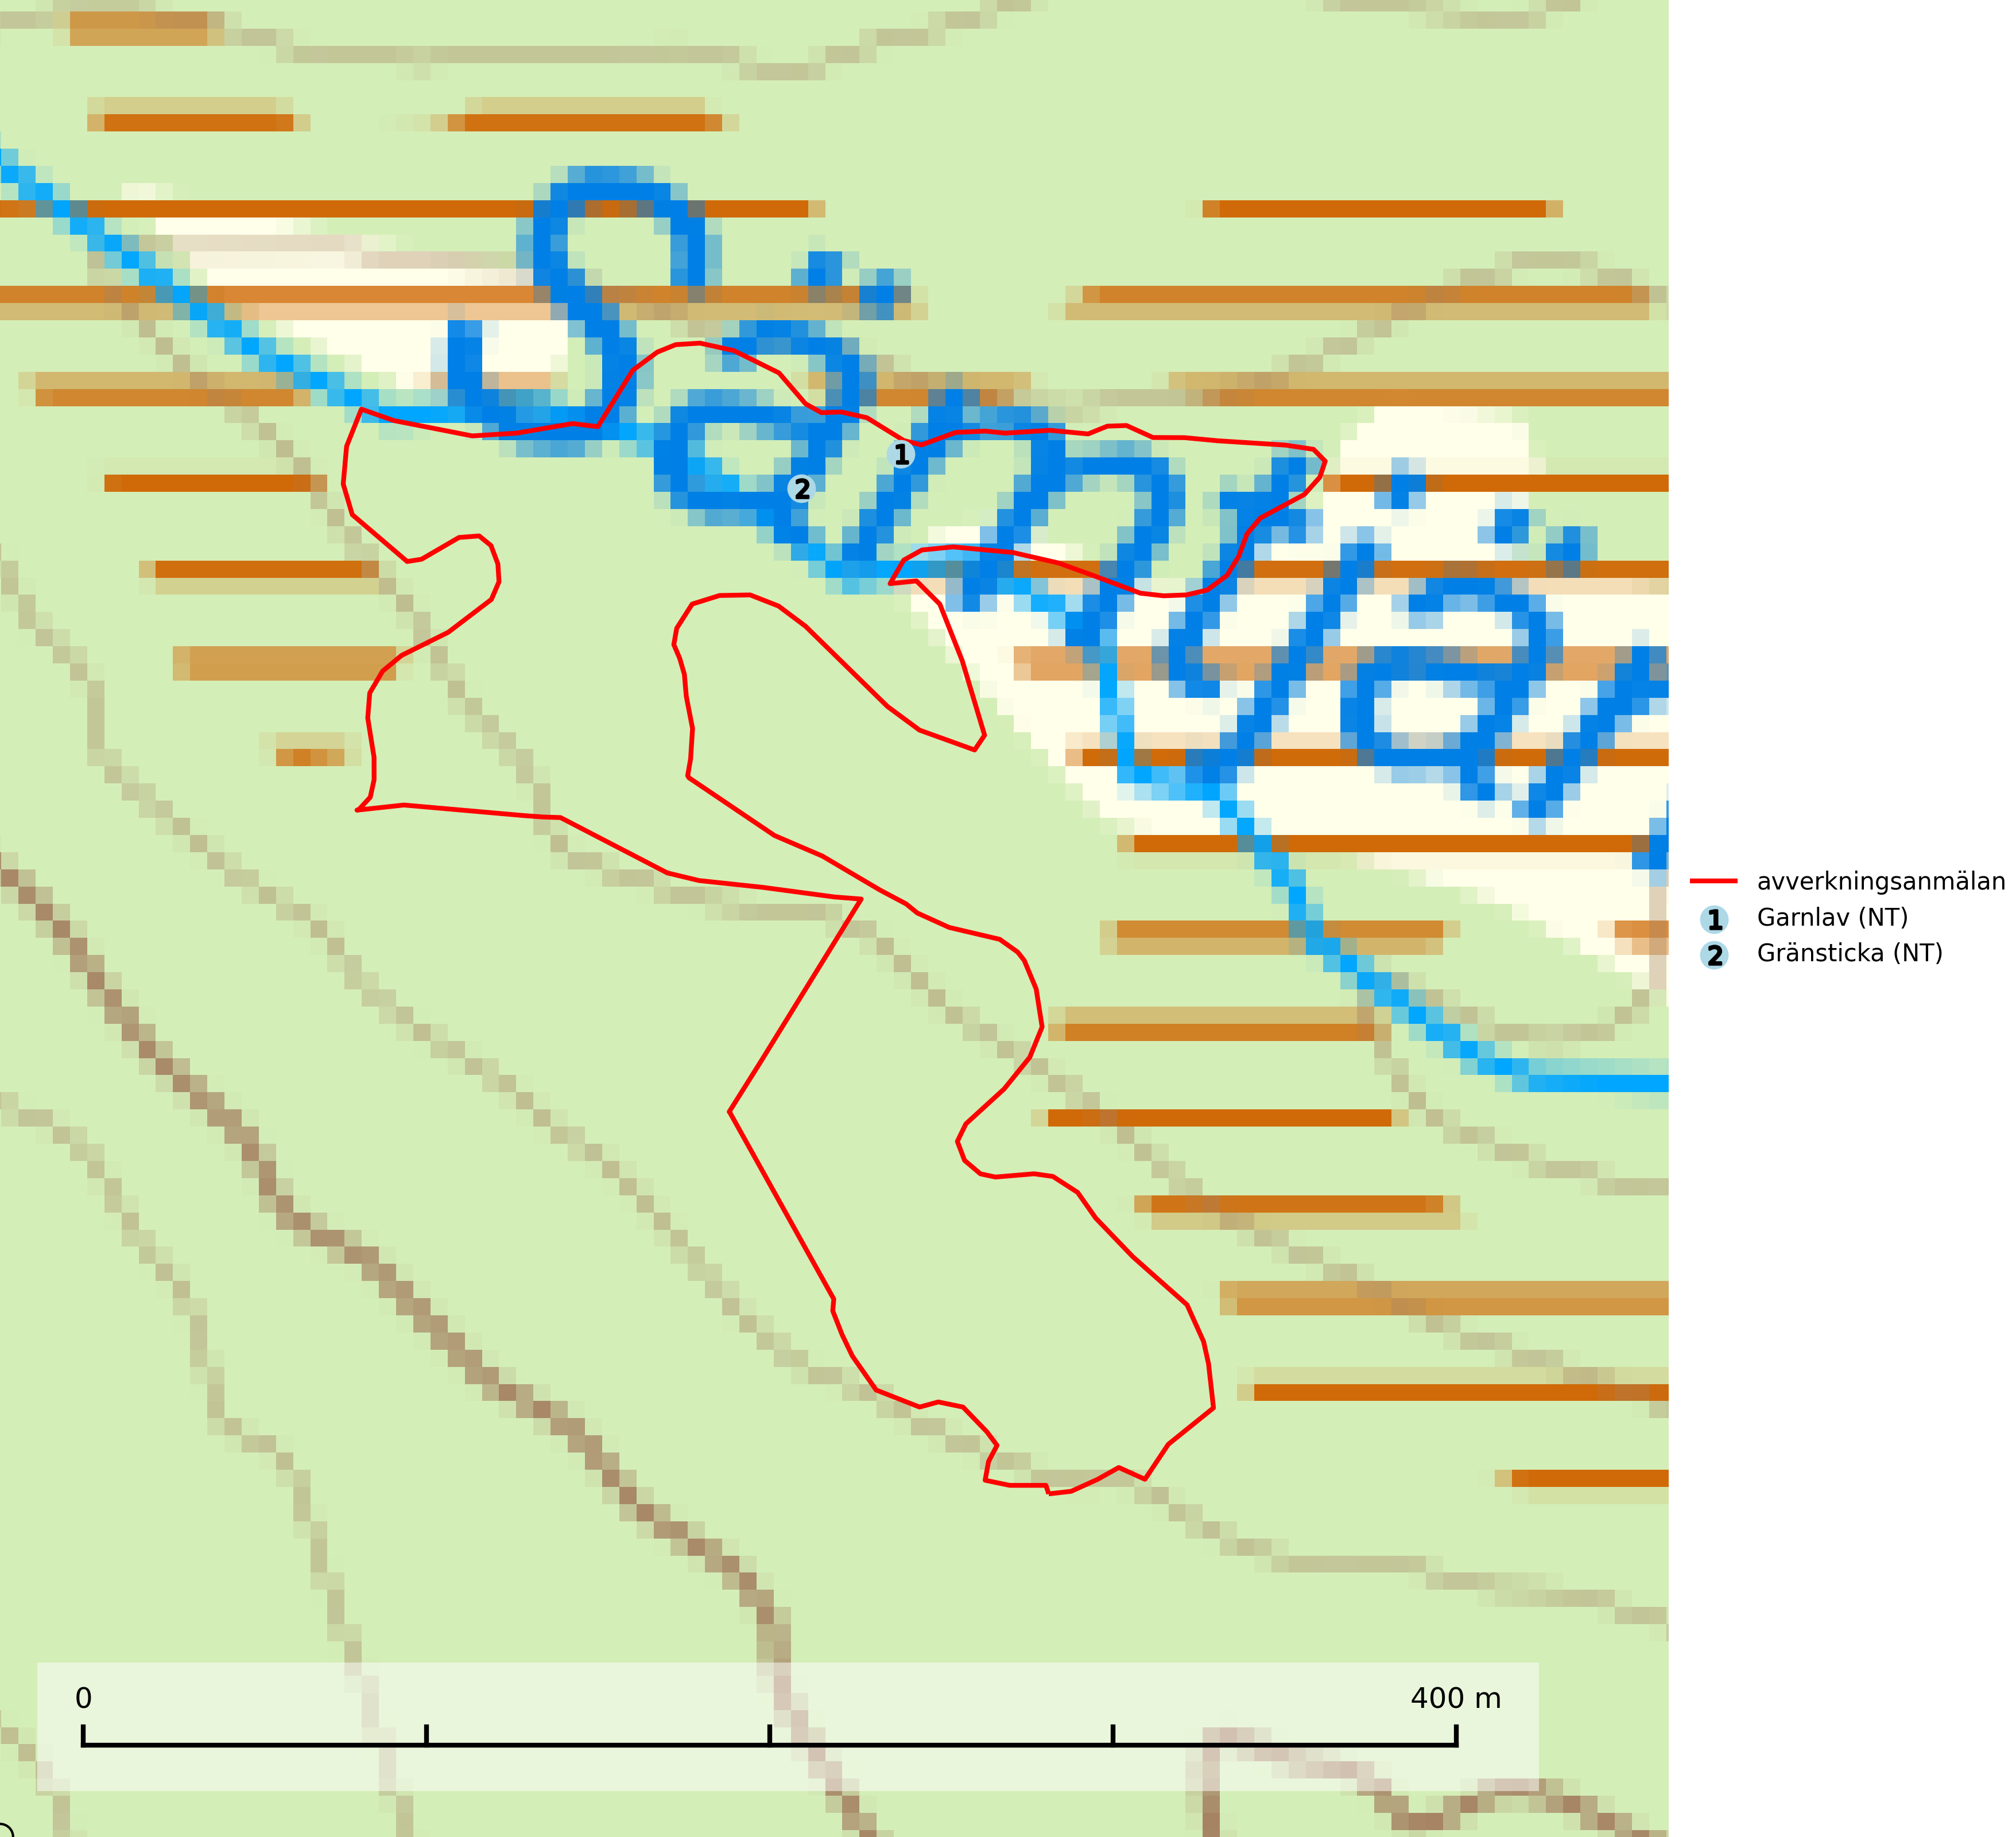 1
2
avverkningsanmälan
1 Garnlav (NT)
2 Gränsticka (NT)
0 400 m